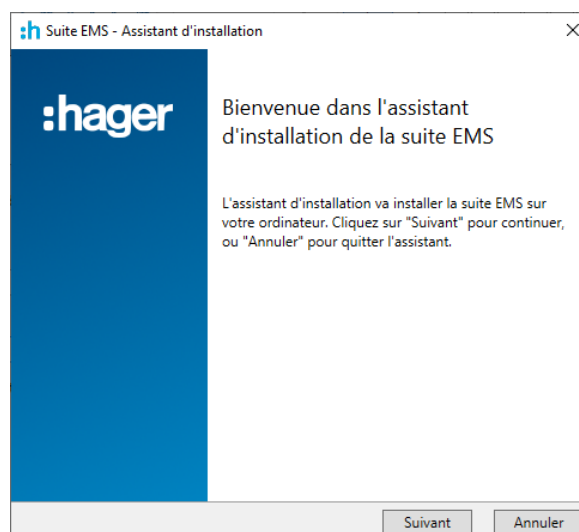 :h Suite EMS - Assistant d'installation
:hager
Bienvenue dans l'assistant
d'installation de la suite EMS
L'assistant d'installation va installer la suite EMS sur
votre ordinateur. Cliquez sur "Suivant" pour continuer,
ou "Annuler" pour quitter l'assistant.
Suivant
Annuler